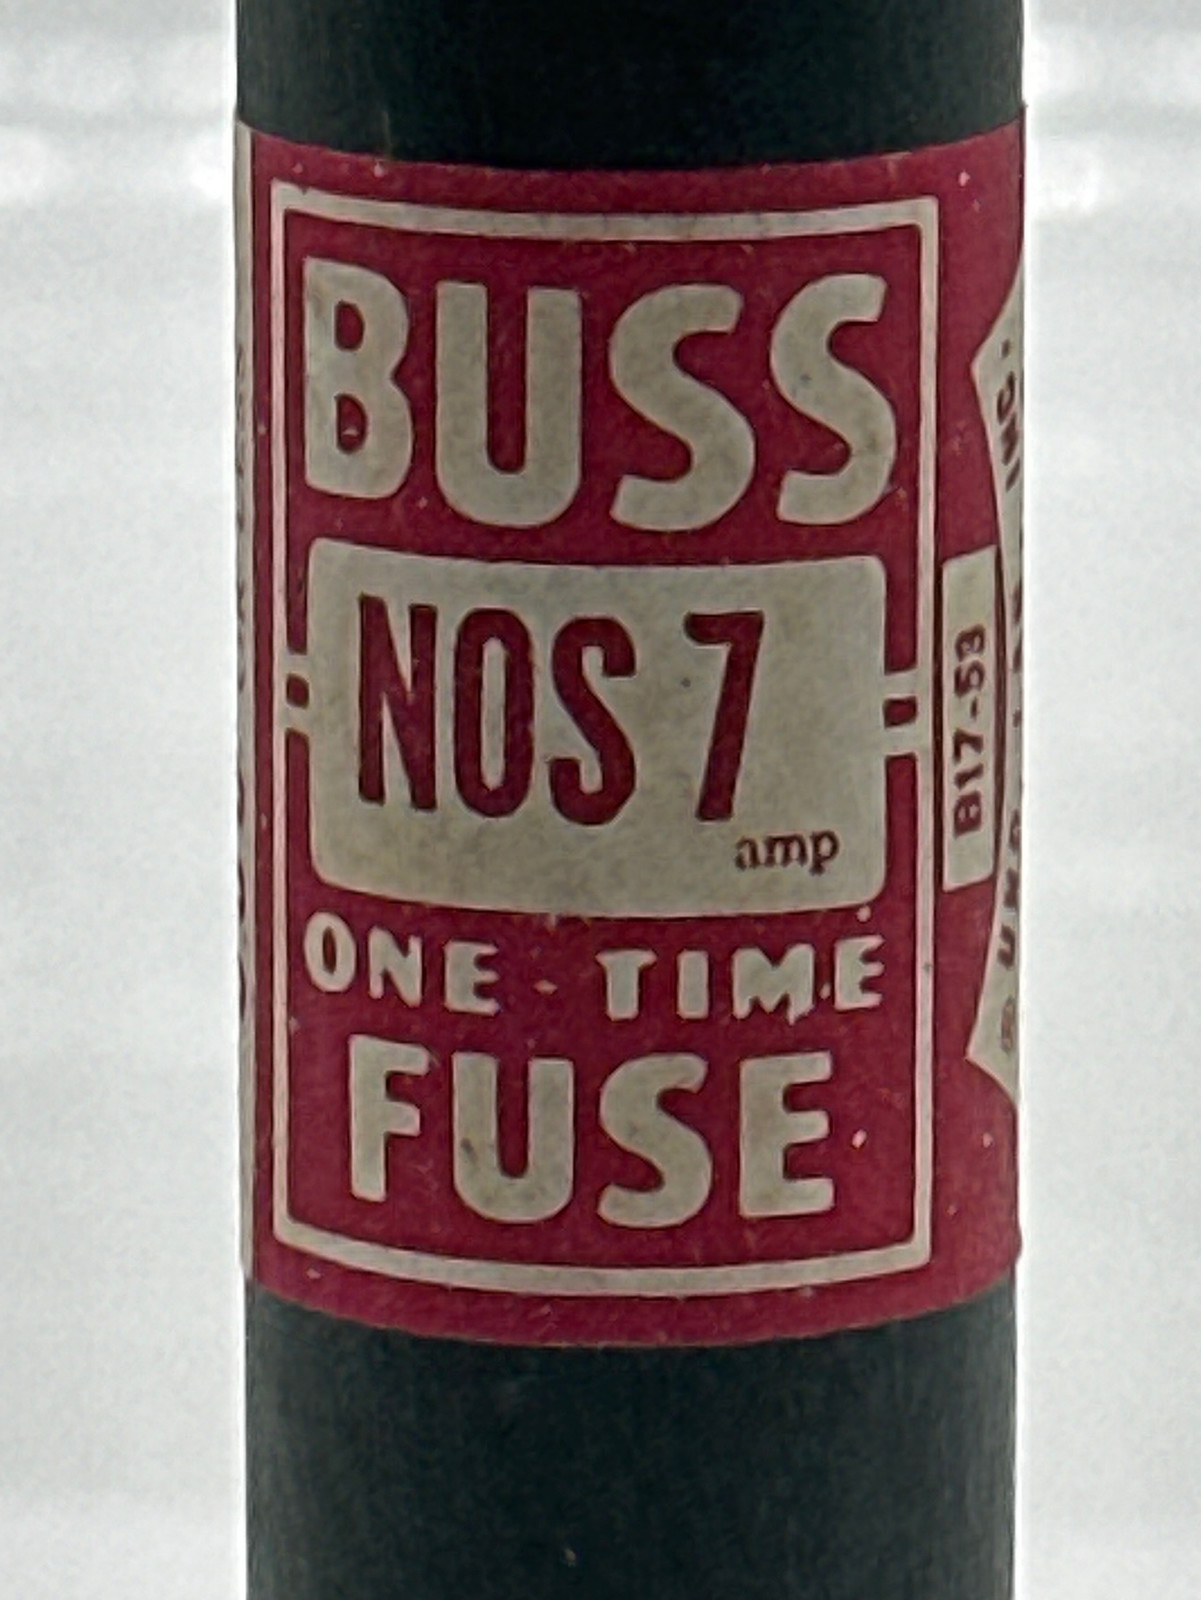 BUSS
NOS 7
amp
ONE-TIME
FUSE
B17-53
INC.